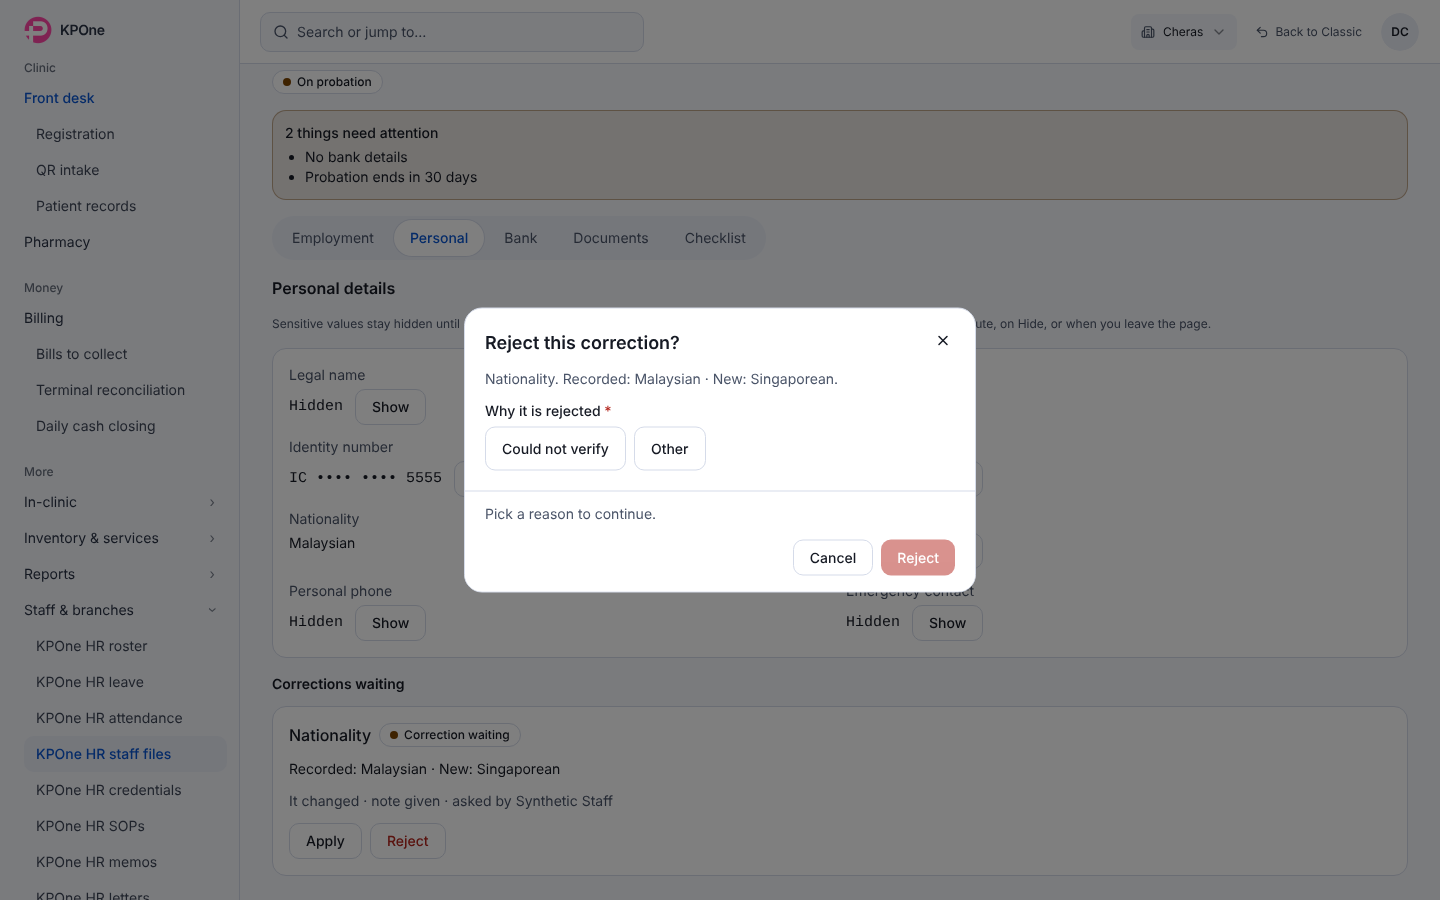 KPOne
Search or jump to...
Cheras
Back to Classic
DC
Clinic
Front desk
Registration
QR intake
Patient records
Pharmacy
Money
Billing
Bills to collect
Terminal reconciliation
Daily cash closing
More
In-clinic
Inventory & services
Reports
Staff & branches
KPOne HR roster
KPOne HR leave
KPOne HR attendance
KPOne HR staff files
KPOne HR credentials
KPOne HR SOPs
KPOne HR memos
KPOne HR letters
On probation
2 things need attention
• No bank details
• Probation ends in 30 days
Employment
Personal
Bank
Documents
Checklist
Personal details
Sensitive values stay hidden until
on Hide, or when you leave the page.
Legal name
Hidden Show
Identity number
IC •••• •••• 5555
Nationality
Malaysian
Personal phone
Hidden Show
Emergency contact
Hidden Show
Reject this correction?
Nationality. Recorded: Malaysian · New: Singaporean.
Why it is rejected *
Could not verify
Other
Pick a reason to continue.
Cancel
Reject
Corrections waiting
Nationality
Correction waiting
Recorded: Malaysian · New: Singaporean
It changed · note given · asked by Synthetic Staff
Apply
Reject